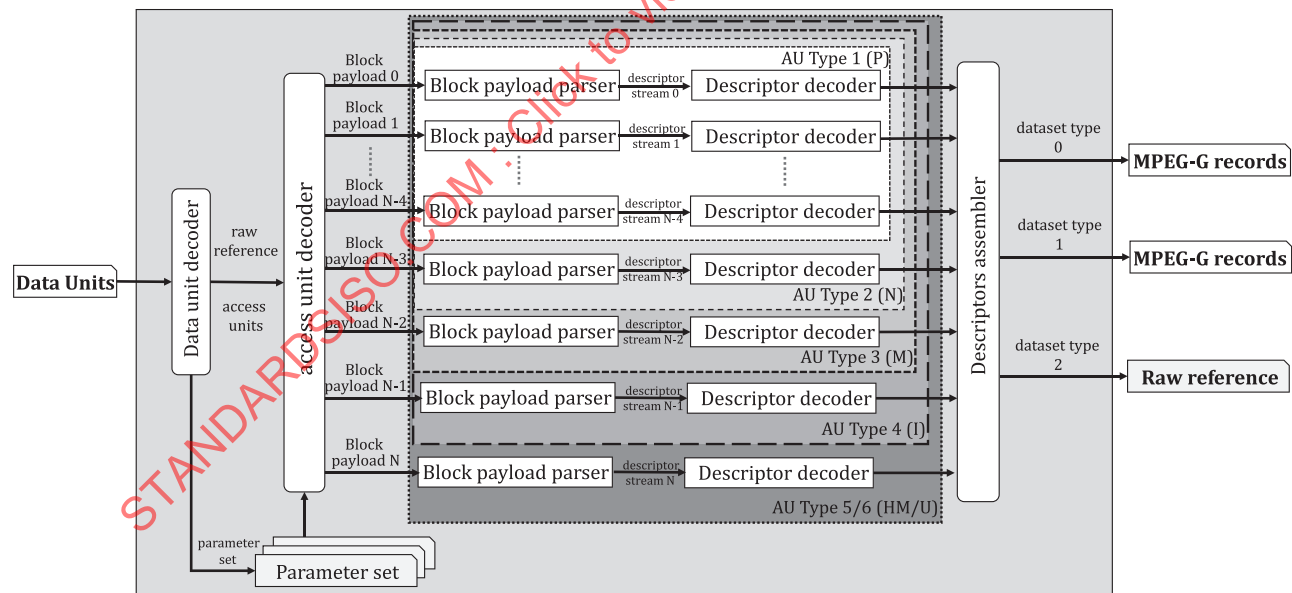 Data Units
Data unit decoder
raw
reference
access
units
parameter
set
Parameter set
access unit decoder
Block
payload 0
Block payload parser
descriptor
stream 0
Descriptor decoder
AU Type 1 (P)
Block
payload 1
Block payload parser
descriptor
stream 1
Descriptor decoder
Block
payload N-4
Block payload parser
descriptor
stream N-4
Descriptor decoder
Block
payload N-3
Block payload parser
descriptor
stream N-3
Descriptor decoder
AU Type 2 (N)
Block
payload N-2
Block payload parser
descriptor
stream N-2
Descriptor decoder
AU Type 3 (M)
Block
payload N-1
Block payload parser
descriptor
stream N-1
Descriptor decoder
AU Type 4 (I)
Block
payload N
Block payload parser
descriptor
stream N
Descriptor decoder
AU Type 5/6 (HM/U)
Descriptors assembler
dataset type
0
MPEG-G records
dataset type
1
MPEG-G records
dataset type
2
Raw reference
STANDARDSISO.COM : Click to